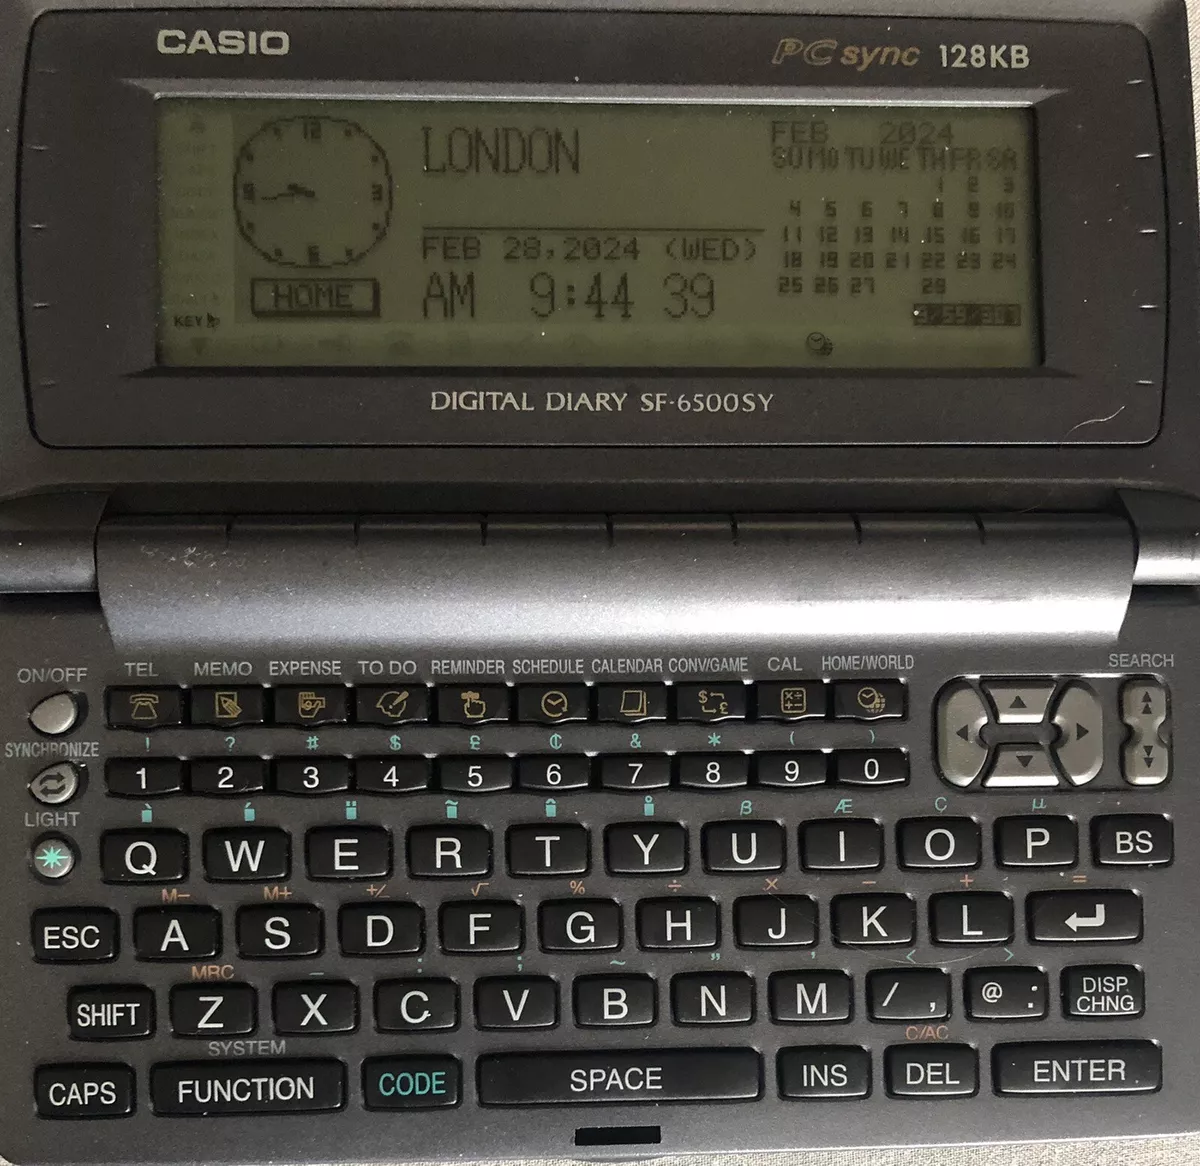 CASIO
PC sync 128KB
12
3
6
9
HOME
KEY
LONDON
FEB 28,2024 (WED)
AM 9:44 39
FEB 2024
SU MO TU WE TH FR SA
1 2 3
4 5 6 7 8 9 10
11 12 13 14 15 16 17
18 19 20 21 22 23 24
25 26 27 29
DIGITAL DIARY SF-6500SY
ON/OFF TEL MEMO EXPENSE TO DO REMINDER SCHEDULE CALENDAR CONV/GAME CAL HOME/WORLD SEARCH
SYNCHRONIZE ! ? # $ £ ₵ & * ( )
1 2 3 4 5 6 7 8 9 0
LIGHT ß Æ Ç µ
Q W E R T Y U I O P BS
M− M+ +/− √ % ÷ × − + =
ESC A S D F G H J K L
MRC − . ; ~ " ' < >
SHIFT Z X C V B N M / , @ : DISP CHNG
SYSTEM C/AC
CAPS FUNCTION CODE SPACE INS DEL ENTER